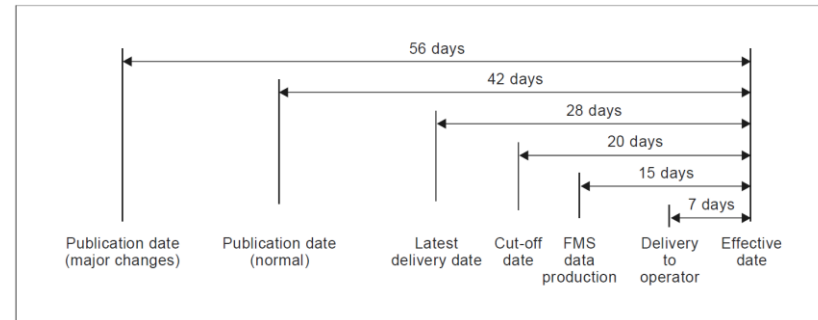 56 days
42 days
28 days
20 days
15 days
7 days
Publication date
(major changes)
Publication date
(normal)
Latest
delivery date
Cut-off
date
FMS
data
production
Delivery
to
operator
Effective
date